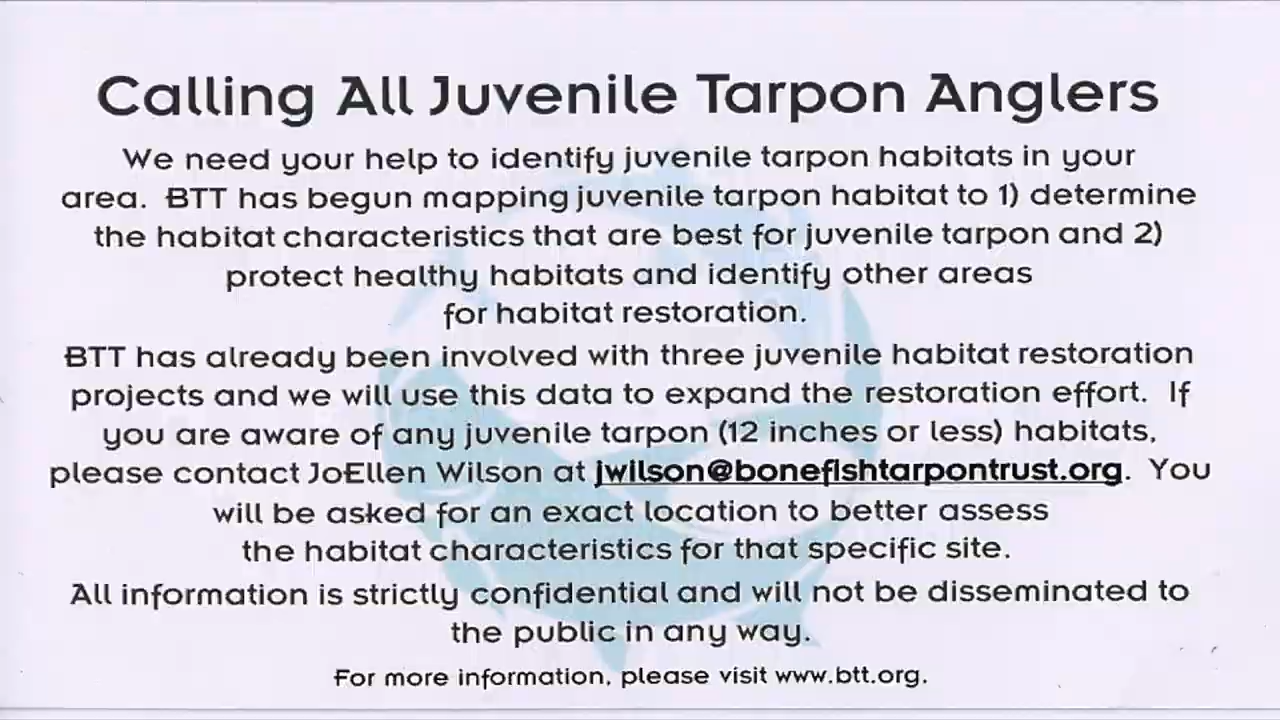 Calling All Juvenile Tarpon Anglers
We need your help to identify juvenile tarpon habitats in your
area.  BTT has begun mapping juvenile tarpon habitat to 1) determine
the habitat characteristics that are best for juvenile tarpon and 2)
protect healthy habitats and identify other areas
for habitat restoration.
BTT has already been involved with three juvenile habitat restoration
projects and we will use this data to expand the restoration effort.  If
you are aware of any juvenile tarpon (12 inches or less) habitats,
please contact JoEllen Wilson at jwilson@bonefishtarpontrust.org.  You
will be asked for an exact location to better assess
the habitat characteristics for that specific site.
All information is strictly confidential and will not be disseminated to
the public in any way.
For more information, please visit www.btt.org.